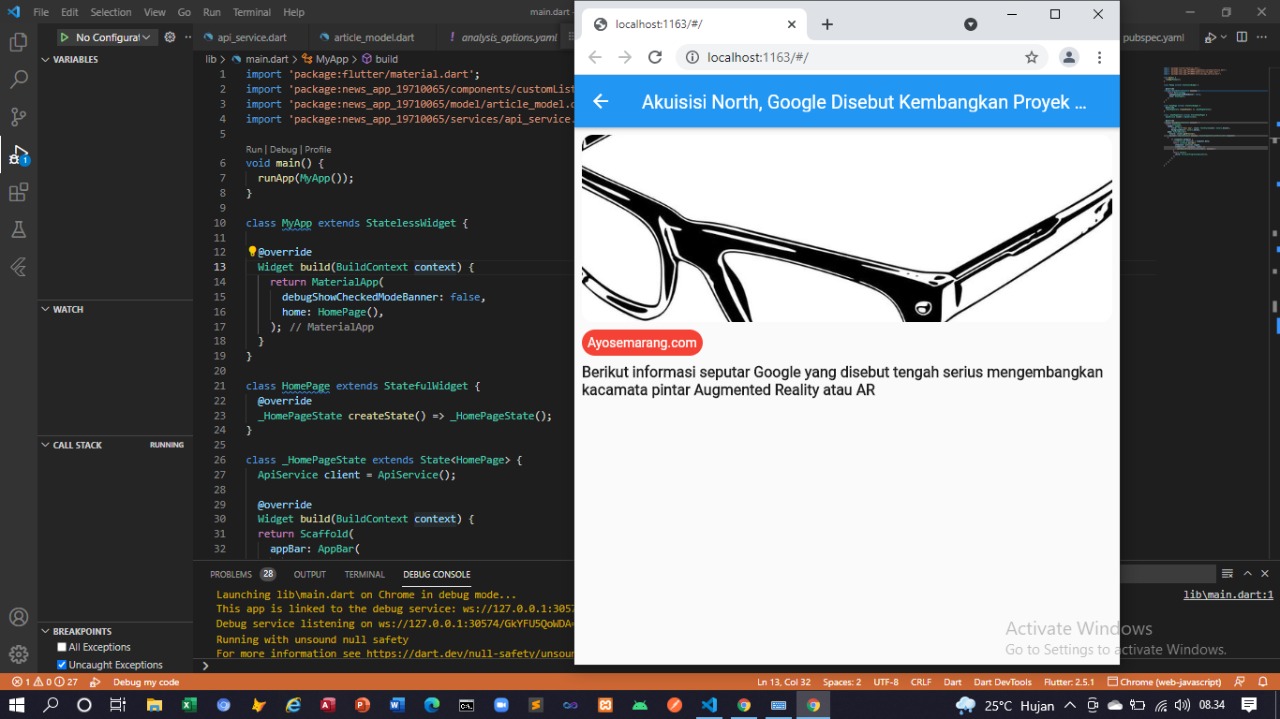 File Edit Selection View Go Run Terminal Help
main.dart -
No Configurat
api_service.dart
article_model.dart
! analysis_options.yaml
pubspec.yaml
lib > main.dart > MyApp > build
VARIABLES
WATCH
CALL STACK RUNNING
BREAKPOINTS
All Exceptions
Uncaught Exceptions
1 import 'package:flutter/material.dart';
2 import 'package:news_app_19710065/components/customList
3 import 'package:news_app_19710065/model/article_model.d
4 import 'package:news_app_19710065/services/api_service.
5
Run | Debug | Profile
6 void main() {
7 runApp(MyApp());
8 }
9
10 class MyApp extends StatelessWidget {
11
12 @override
13 Widget build(BuildContext context) {
14 return MaterialApp(
15 debugShowCheckedModeBanner: false,
16 home: HomePage(),
17 ); // MaterialApp
18 }
19 }
20
21 class HomePage extends StatefulWidget {
22 @override
23 _HomePageState createState() => _HomePageState();
24 }
25
26 class _HomePageState extends State<HomePage> {
27 ApiService client = ApiService();
28
29 @override
30 Widget build(BuildContext context) {
31 return Scaffold(
32 appBar: AppBar(
localhost:1163/#/
localhost:1163/#/
Akuisisi North, Google Disebut Kembangkan Proyek ...
Ayosemarang.com
Berikut informasi seputar Google yang disebut tengah serius mengembangkan
kacamata pintar Augmented Reality atau AR
PROBLEMS 28 OUTPUT TERMINAL DEBUG CONSOLE
Launching lib\main.dart on Chrome in debug mode...
lib\main.dart:1
This app is linked to the debug service: ws://127.0.0.1:3057
Debug service listening on ws://127.0.0.1:30574/GkYFU5QoWDA
Running with unsound null safety
For more information see https://dart.dev/null-safety/unsoun
Activate Windows
Go to Settings to activate Windows.
1 0 27 Debug my code
Ln 13, Col 32 Spaces: 2 UTF-8 CRLF Dart Dart DevTools Flutter: 2.5.1 Chrome (web-javascript)
25°C Hujan 08.34